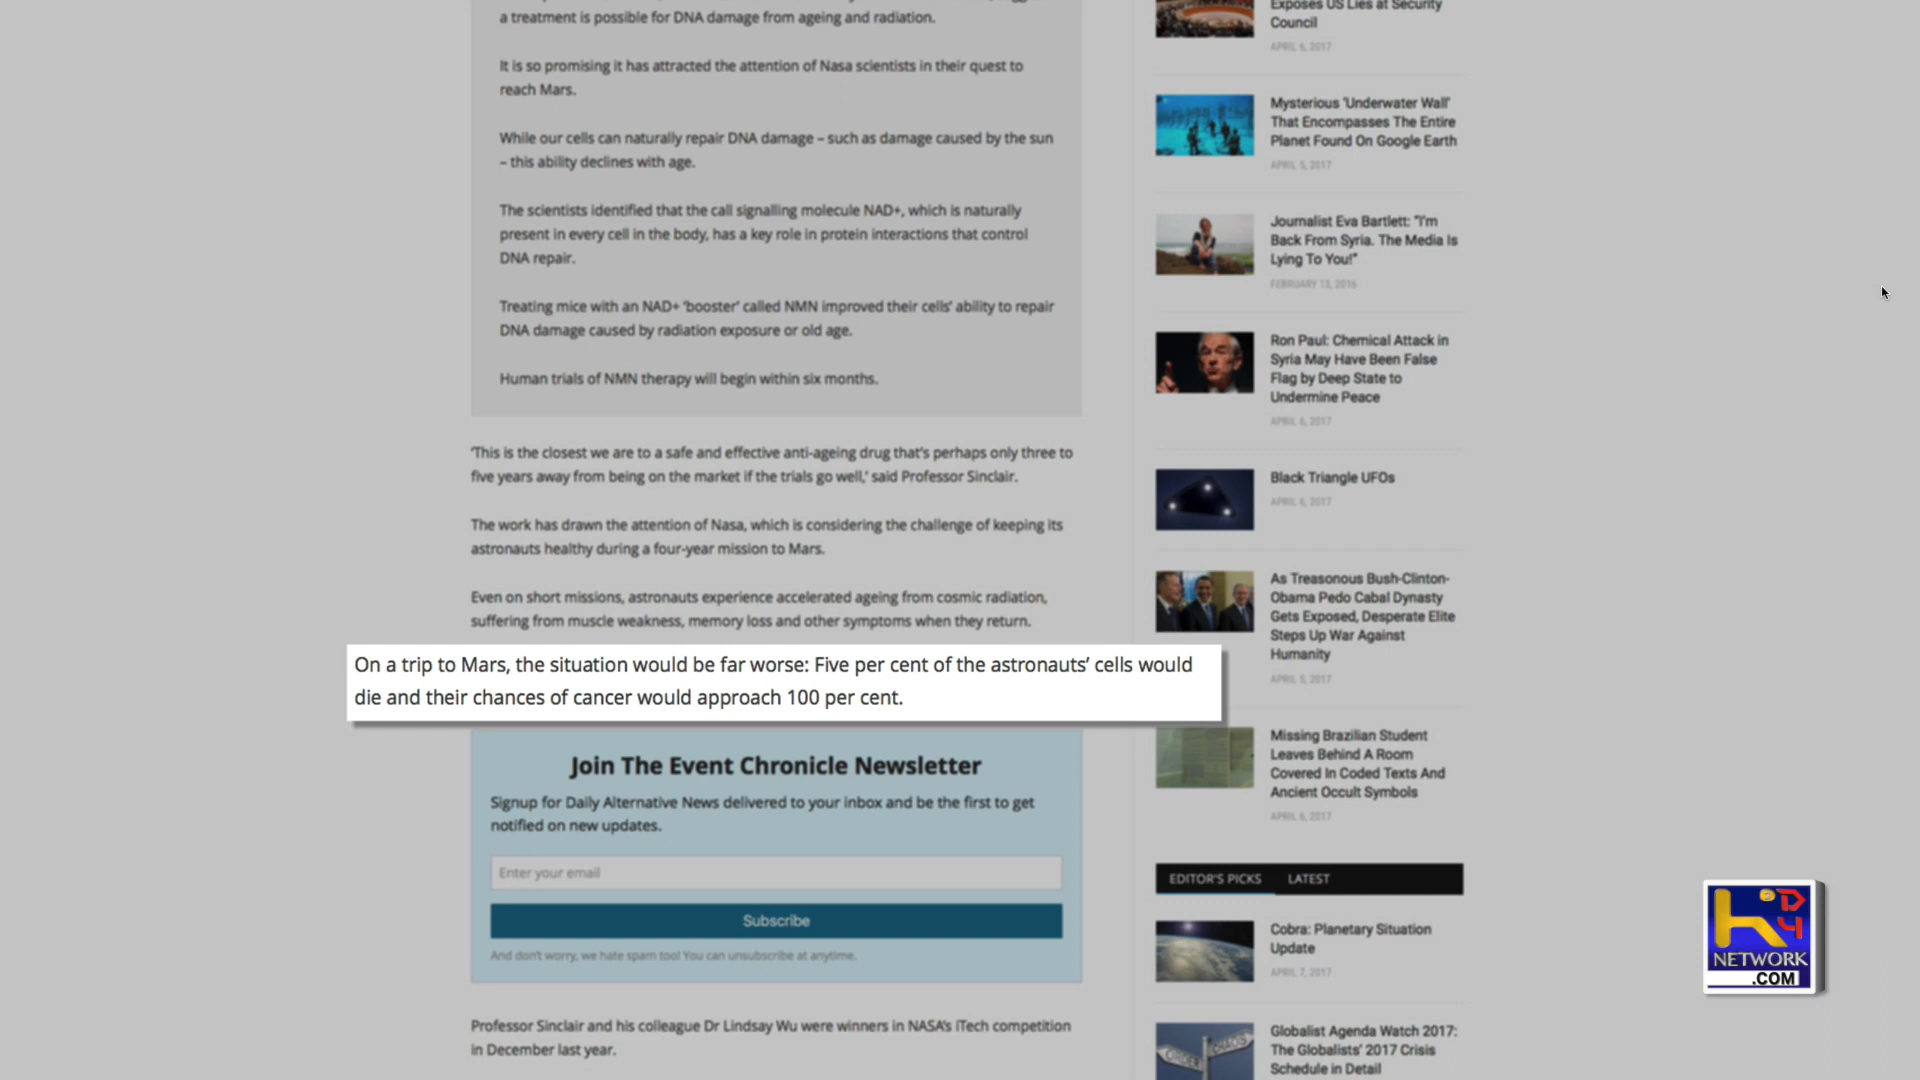 a treatment is possible for DNA damage from ageing and radiation.
It is so promising it has attracted the attention of Nasa scientists in their quest to
reach Mars.
While our cells can naturally repair DNA damage – such as damage caused by the sun
– this ability declines with age.
The scientists identified that the call signalling molecule NAD+, which is naturally
present in every cell in the body, has a key role in protein interactions that control
DNA repair.
Treating mice with an NAD+ ‘booster’ called NMN improved their cells’ ability to repair
DNA damage caused by radiation exposure or old age.
Human trials of NMN therapy will begin within six months.
‘This is the closest we are to a safe and effective anti-ageing drug that’s perhaps only three to
five years away from being on the market if the trials go well,’ said Professor Sinclair.
The work has drawn the attention of Nasa, which is considering the challenge of keeping its
astronauts healthy during a four-year mission to Mars.
Even on short missions, astronauts experience accelerated ageing from cosmic radiation,
suffering from muscle weakness, memory loss and other symptoms when they return.
On a trip to Mars, the situation would be far worse: Five per cent of the astronauts’ cells would
die and their chances of cancer would approach 100 per cent.
Join The Event Chronicle Newsletter
Signup for Daily Alternative News delivered to your inbox and be the first to get
notified on new updates.
Enter your email
Subscribe
And don't worry, we hate spam too! You can unsubscribe at anytime.
Professor Sinclair and his colleague Dr Lindsay Wu were winners in NASA’s iTech competition
in December last year.
Exposes US Lies at Security
Council
APRIL 6, 2017
Mysterious ‘Underwater Wall’
That Encompasses The Entire
Planet Found On Google Earth
APRIL 5, 2017
Journalist Eva Bartlett: “I’m
Back From Syria. The Media Is
Lying To You!”
FEBRUARY 13, 2016
Ron Paul: Chemical Attack in
Syria May Have Been False
Flag by Deep State to
Undermine Peace
APRIL 6, 2017
Black Triangle UFOs
APRIL 6, 2017
As Treasonous Bush-Clinton-
Obama Pedo Cabal Dynasty
Gets Exposed, Desperate Elite
Steps Up War Against
Humanity
APRIL 5, 2017
Missing Brazilian Student
Leaves Behind A Room
Covered In Coded Texts And
Ancient Occult Symbols
APRIL 6, 2017
EDITOR'S PICKS LATEST
Cobra: Planetary Situation
Update
APRIL 7, 2017
ORDER CHAOS
Globalist Agenda Watch 2017:
The Globalists’ 2017 Crisis
Schedule in Detail
NETWORK
.COM